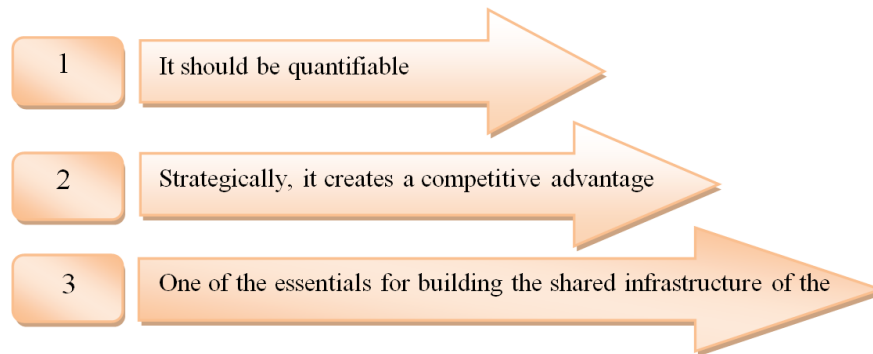 1 It should be quantifiable
2 Strategically, it creates a competitive advantage
3 One of the essentials for building the shared infrastructure of the